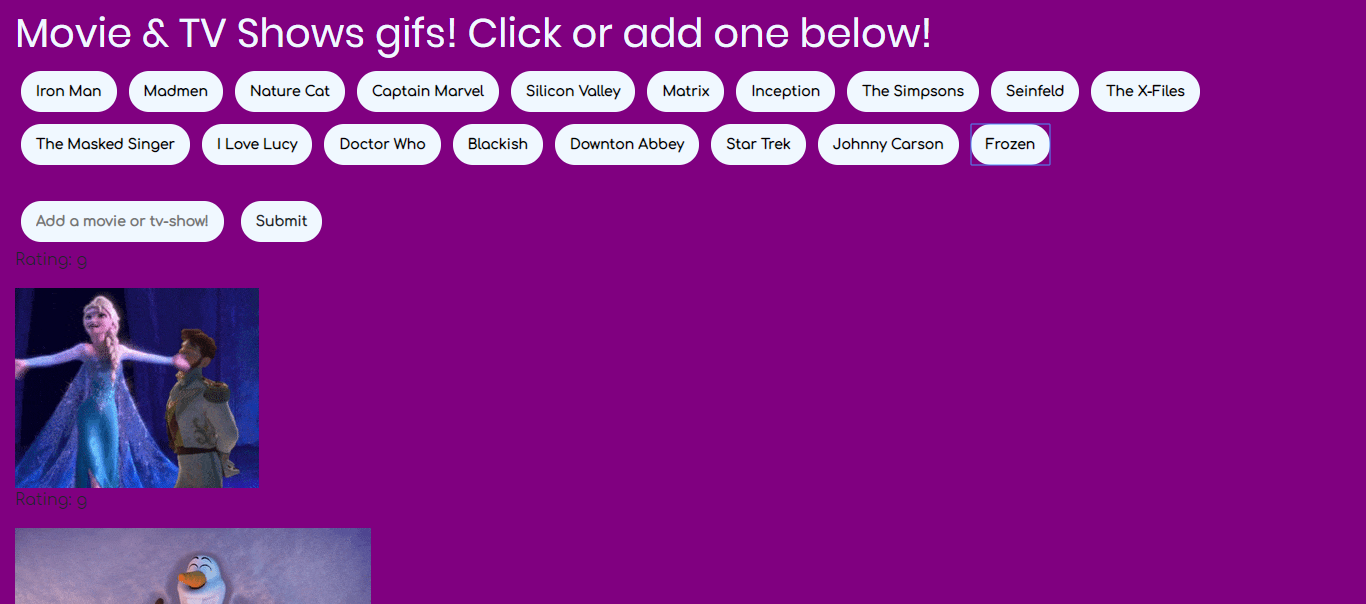 Movie & TV Shows gifs! Click or add one below!
Iron Man Madmen Nature Cat Captain Marvel Silicon Valley Matrix Inception The Simpsons Seinfeld The X-Files
The Masked Singer I Love Lucy Doctor Who Blackish Downton Abbey Star Trek Johnny Carson Frozen
Add a movie or tv-show! Submit
Rating: g
Rating: g